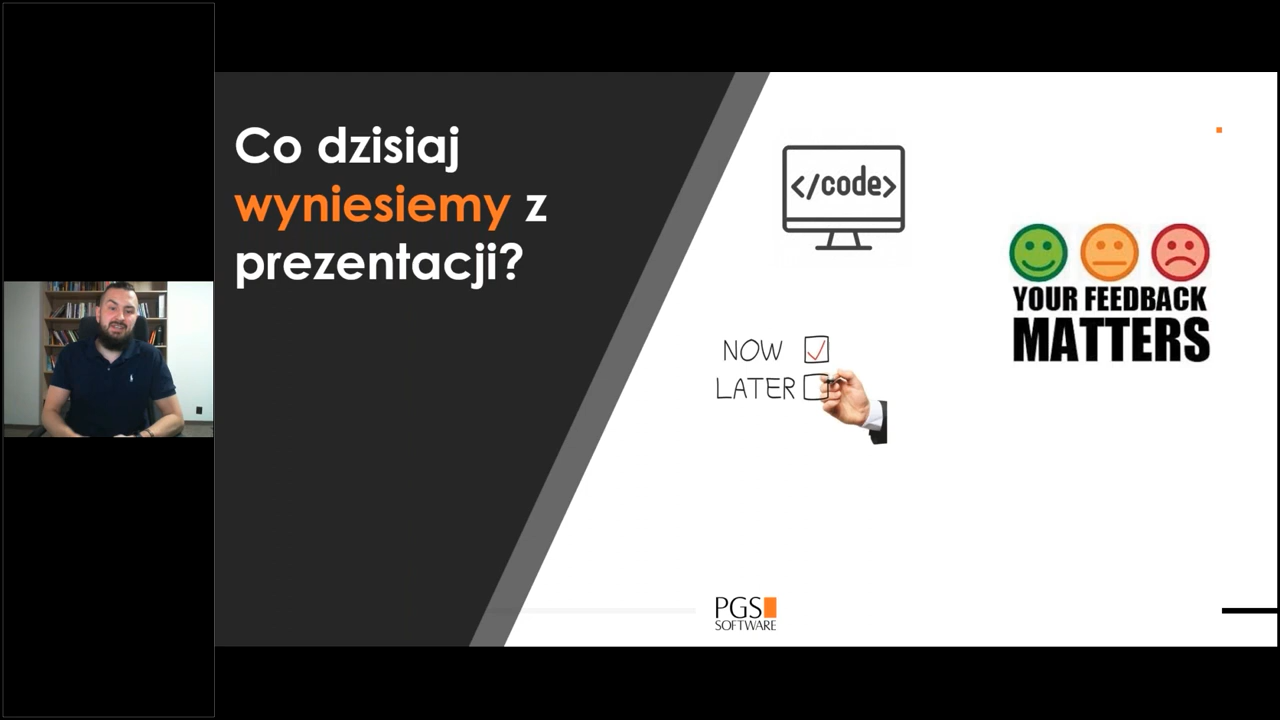 Co dzisiaj
wyniesiemy z
prezentacji?
</code>
YOUR FEEDBACK
MATTERS
NOW
LATER
PGS
SOFTWARE